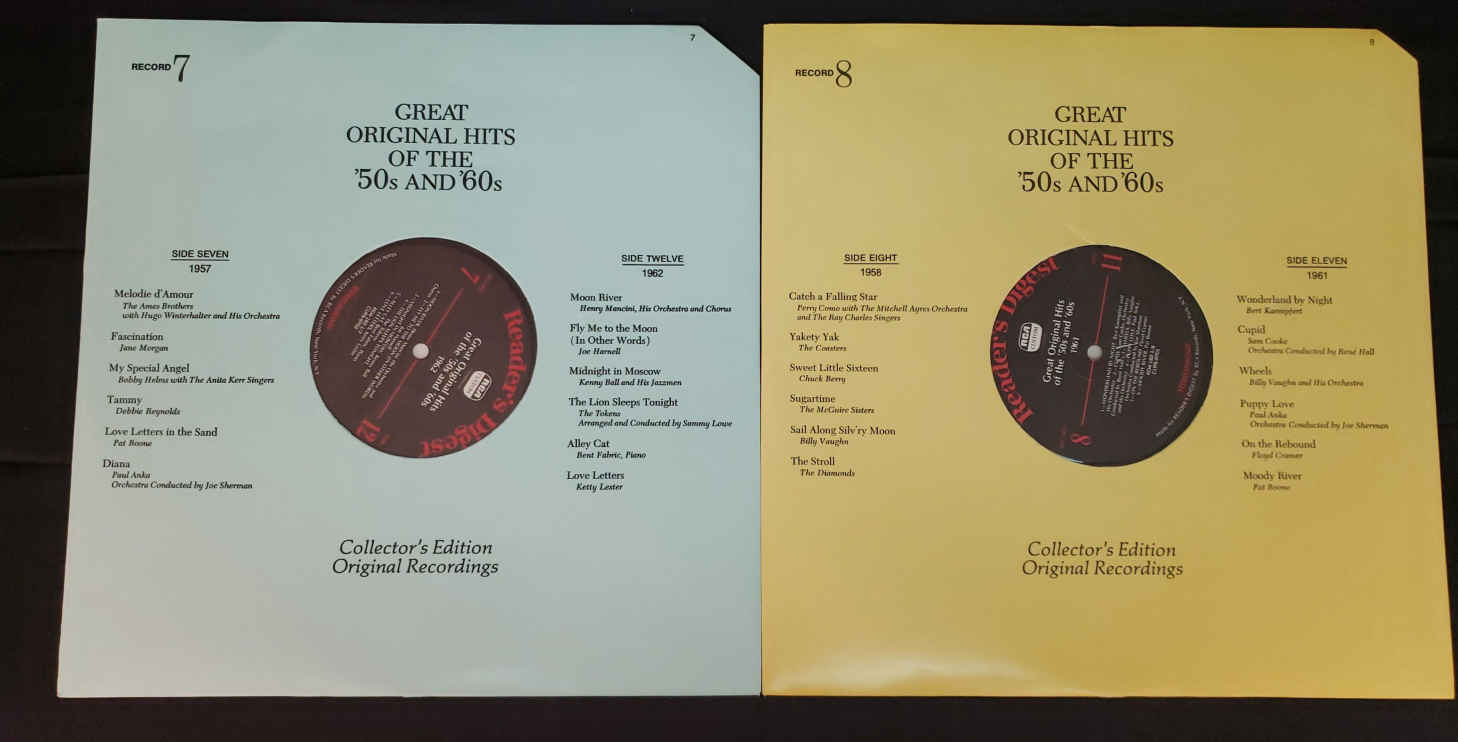 7
RECORD 7
GREAT
ORIGINAL HITS
OF THE
'50s AND '60s
SIDE SEVEN
1957
Melodie d'Amour
The Ames Brothers
with Hugo Winterhalter and His Orchestra
Fascination
Jane Morgan
My Special Angel
Bobby Helms with The Anita Kerr Singers
Tammy
Debbie Reynolds
Love Letters in the Sand
Pat Boone
Diana
Paul Anka
Orchestra Conducted by Joe Sherman
Reader's Digest
RCA
Great Original Hits
of the '50s and '60s
1962
7
12
SIDE TWELVE
1962
Moon River
Henry Mancini, His Orchestra and Chorus
Fly Me to the Moon
(In Other Words)
Joe Harnell
Midnight in Moscow
Kenny Ball and His Jazzmen
The Lion Sleeps Tonight
The Tokens
Arranged and Conducted by Sammy Lowe
Alley Cat
Bent Fabric, Piano
Love Letters
Ketty Lester
Collector's Edition
Original Recordings
8
RECORD 8
GREAT
ORIGINAL HITS
OF THE
'50s AND '60s
SIDE EIGHT
1958
Catch a Falling Star
Perry Como with The Mitchell Ayres Orchestra
and The Ray Charles Singers
Yakety Yak
The Coasters
Sweet Little Sixteen
Chuck Berry
Sugartime
The McGuire Sisters
Sail Along Silv'ry Moon
Billy Vaughn
The Stroll
The Diamonds
Reader's Digest
RCA
Great Original Hits
of the '50s and '60s
1961
11
8
SIDE ELEVEN
1961
Wonderland by Night
Bert Kaempfert
Cupid
Sam Cooke
Orchestra Conducted by René Hall
Wheels
Billy Vaughn and His Orchestra
Puppy Love
Paul Anka
Orchestra Conducted by Joe Sherman
On the Rebound
Floyd Cramer
Moody River
Pat Boone
Collector's Edition
Original Recordings